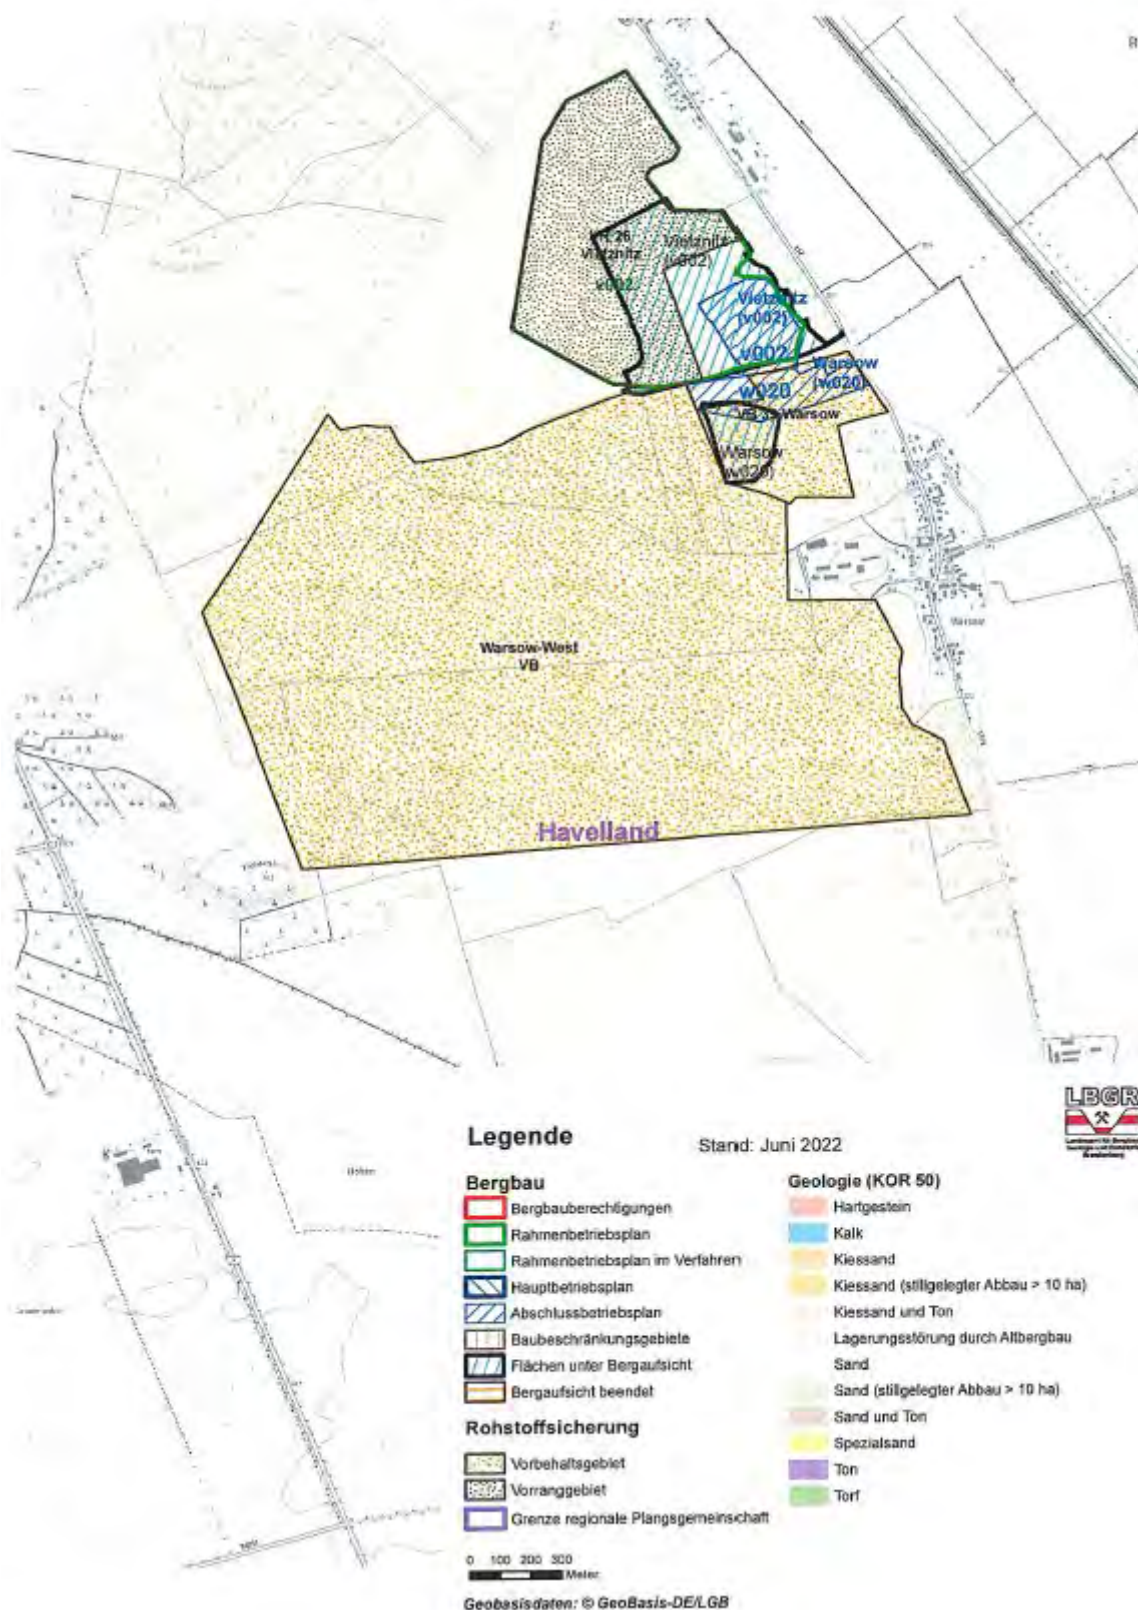 Vietznitz
v002
Vietznitz
(v002)
Vietznitz
(v002)
v002
Warsow
(w020)
w020
Warsow
Warsow
(w020)
Warsow
Warsow-West
VB
Havelland
LBGR
Legende
Stand: Juni 2022
Bergbau
Bergbauberechtigungen
Rahmenbetriebsplan
Rahmenbetriebsplan im Verfahren
Hauptbetriebsplan
Abschlussbetriebsplan
Baubeschränkungsgebiete
Flächen unter Bergaufsicht
Bergaufsicht beendet
Rohstoffsicherung
Vorbehaltsgebiet
Vorranggebiet
Grenze regionale Plangsgemeinschaft
Geologie (KOR 50)
Hartgestein
Kalk
Kiessand
Kiessand (stillgelegter Abbau > 10 ha)
Kiessand und Ton
Lagerungsstörung durch Altbergbau
Sand
Sand (stillgelegter Abbau > 10 ha)
Sand und Ton
Spezialsand
Ton
Torf
0 100 200 300
Meter
Geobasisdaten: © GeoBasis-DE/LGB